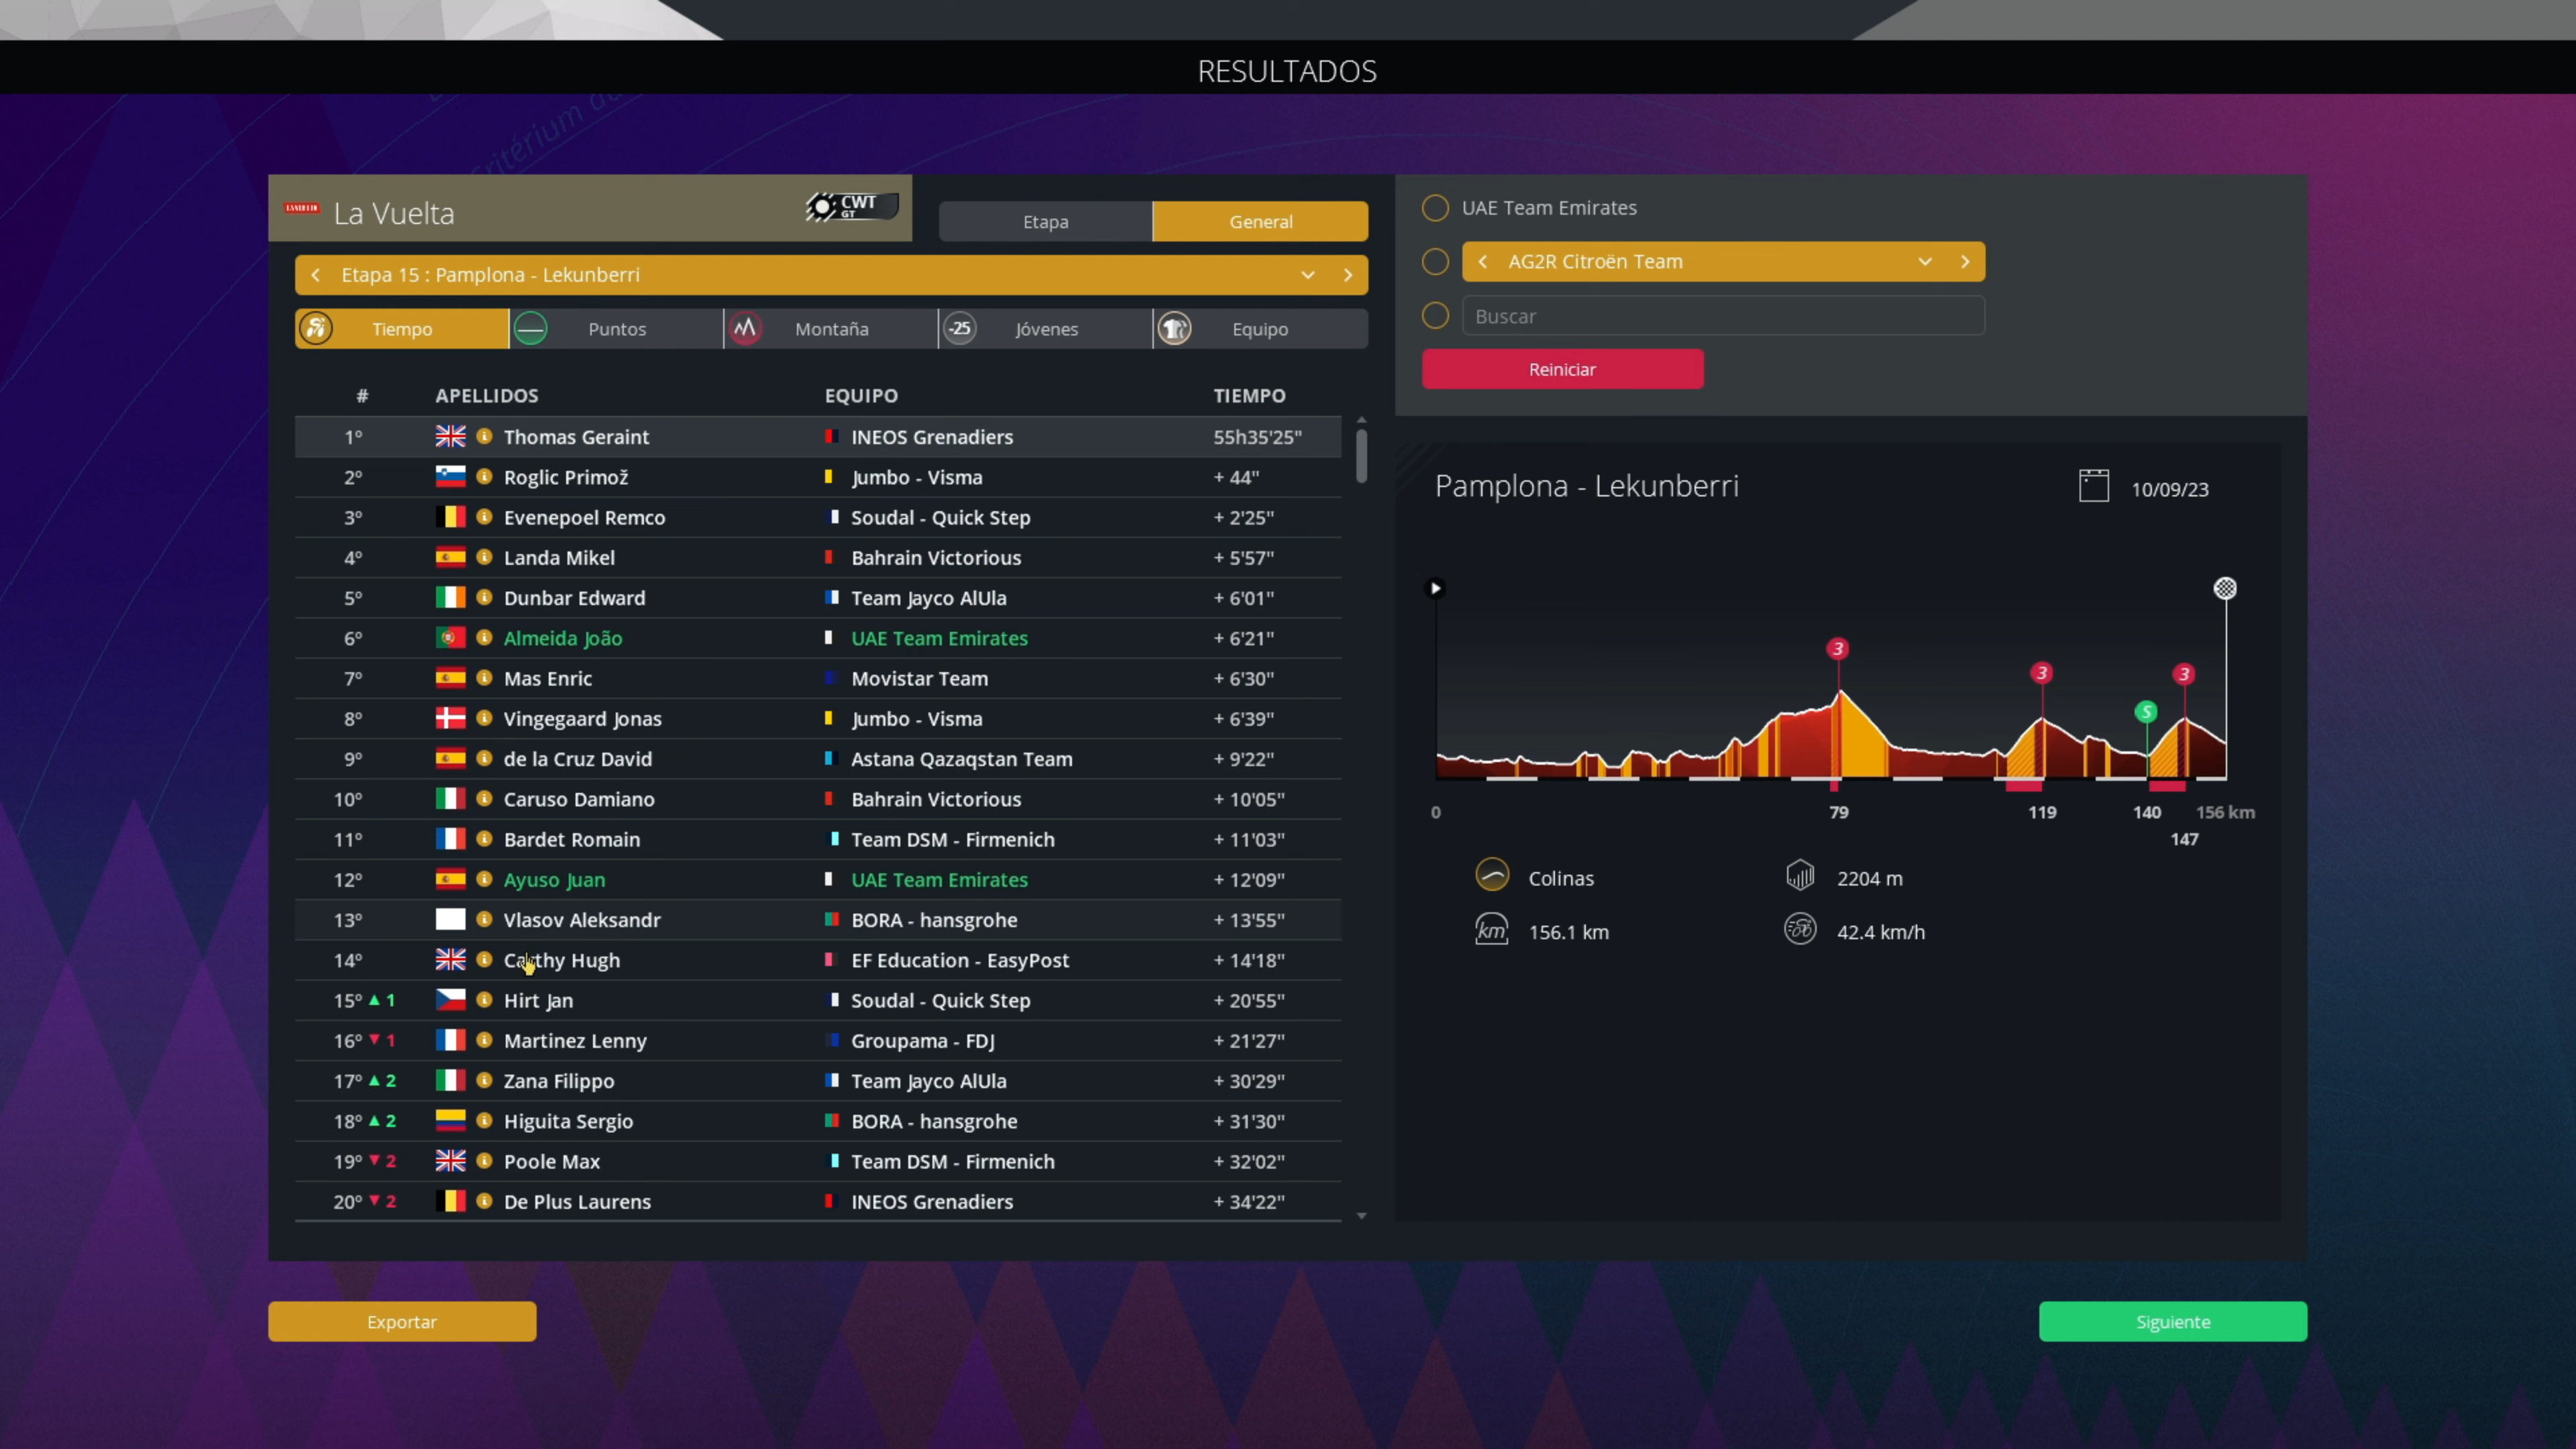 RESULTADOS
La Vuelta
CWT
GT
Etapa
General
Etapa 15 : Pamplona - Lekunberri
Tiempo
Puntos
Montaña
-25
Jóvenes
Equipo
# APELLIDOS EQUIPO TIEMPO
1º Thomas Geraint INEOS Grenadiers 55h35'25"
2º Roglic Primož Jumbo - Visma + 44"
3º Evenepoel Remco Soudal - Quick Step + 2'25"
4º Landa Mikel Bahrain Victorious + 5'57"
5º Dunbar Edward Team Jayco AlUla + 6'01"
6º Almeida João UAE Team Emirates + 6'21"
7º Mas Enric Movistar Team + 6'30"
8º Vingegaard Jonas Jumbo - Visma + 6'39"
9º de la Cruz David Astana Qazaqstan Team + 9'22"
10º Caruso Damiano Bahrain Victorious + 10'05"
11º Bardet Romain Team DSM - Firmenich + 11'03"
12º Ayuso Juan UAE Team Emirates + 12'09"
13º Vlasov Aleksandr BORA - hansgrohe + 13'55"
14º Carthy Hugh EF Education - EasyPost + 14'18"
15º ▲ 1 Hirt Jan Soudal - Quick Step + 20'55"
16º ▼ 1 Martinez Lenny Groupama - FDJ + 21'27"
17º ▲ 2 Zana Filippo Team Jayco AlUla + 30'29"
18º ▲ 2 Higuita Sergio BORA - hansgrohe + 31'30"
19º ▼ 2 Poole Max Team DSM - Firmenich + 32'02"
20º ▼ 2 De Plus Laurens INEOS Grenadiers + 34'22"
UAE Team Emirates
AG2R Citroën Team
Buscar
Reiniciar
Pamplona - Lekunberri
10/09/23
3
3
3
S
0 79 119 140 156 km
147
Colinas
2204 m
km
156.1 km
42.4 km/h
Exportar
Siguiente